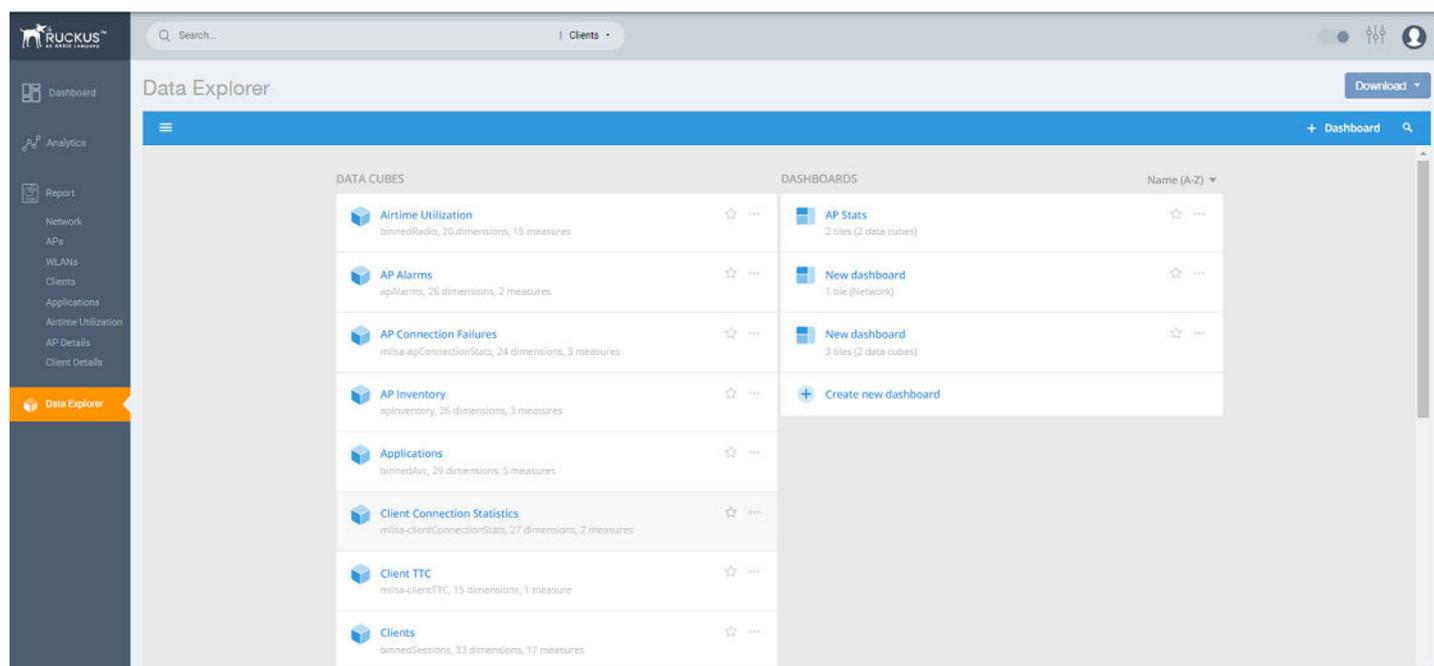 RUCKUS™
an ARRIS company
Search...
| Clients
Dashboard
Analytics
Report
Network
APs
WLANs
Clients
Applications
Airtime Utilization
AP Details
Client Details
Data Explorer
Data Explorer
Download
+ Dashboard
DATA CUBES
Airtime Utilization
binnedRadio, 20 dimensions, 15 measures
AP Alarms
apAlarms, 26 dimensions, 2 measures
AP Connection Failures
mlisa-apConnectionStats, 24 dimensions, 3 measures
AP Inventory
apInventory, 26 dimensions, 3 measures
Applications
binnedAvc, 29 dimensions, 5 measures
Client Connection Statistics
mlisa-clientConnectionStats, 27 dimensions, 2 measures
Client TTC
mlisa-clientTTC, 15 dimensions, 1 measure
Clients
binnedSessions, 33 dimensions, 17 measures
DASHBOARDS
Name (A-Z)
AP Stats
2 tiles (2 data cubes)
New dashboard
1 tile (Network)
New dashboard
3 tiles (2 data cubes)
Create new dashboard